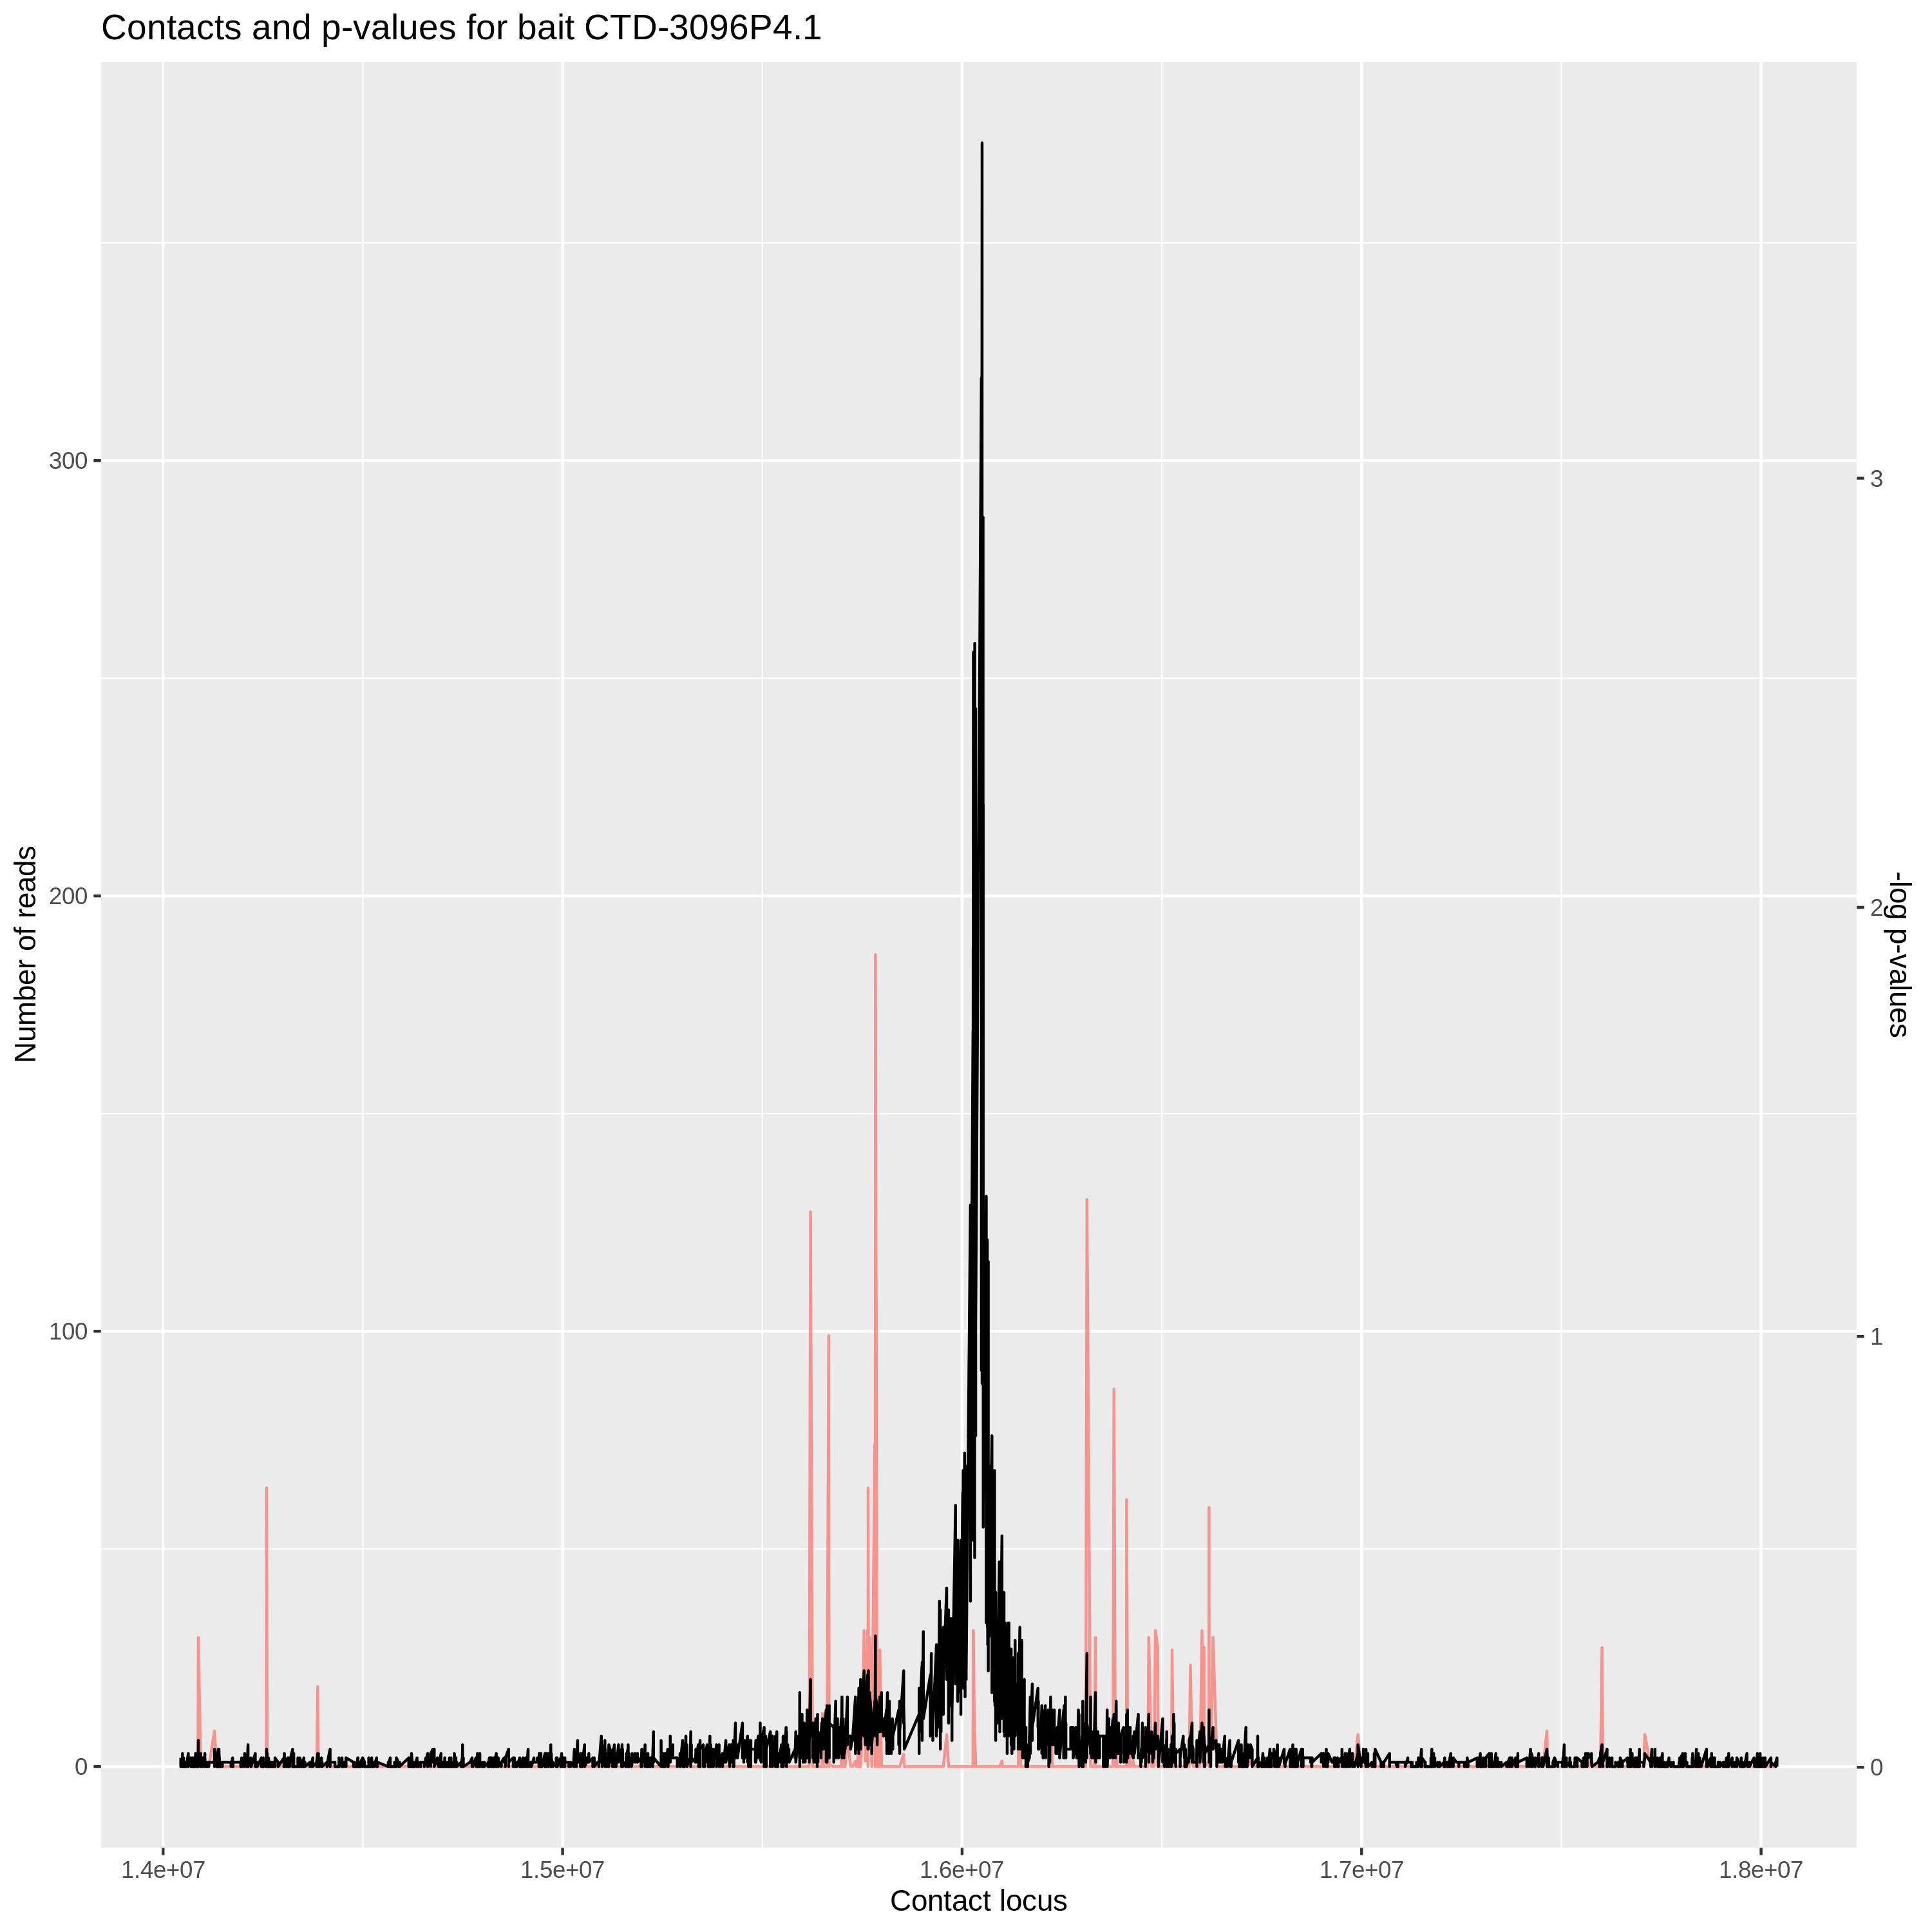 Contacts and p-values for bait CTD-3096P4.1
Number of reads
300
200
100
0
3
2
1
0
-log p-values
1.4e+07
1.5e+07
1.6e+07
1.7e+07
1.8e+07
Contact locus